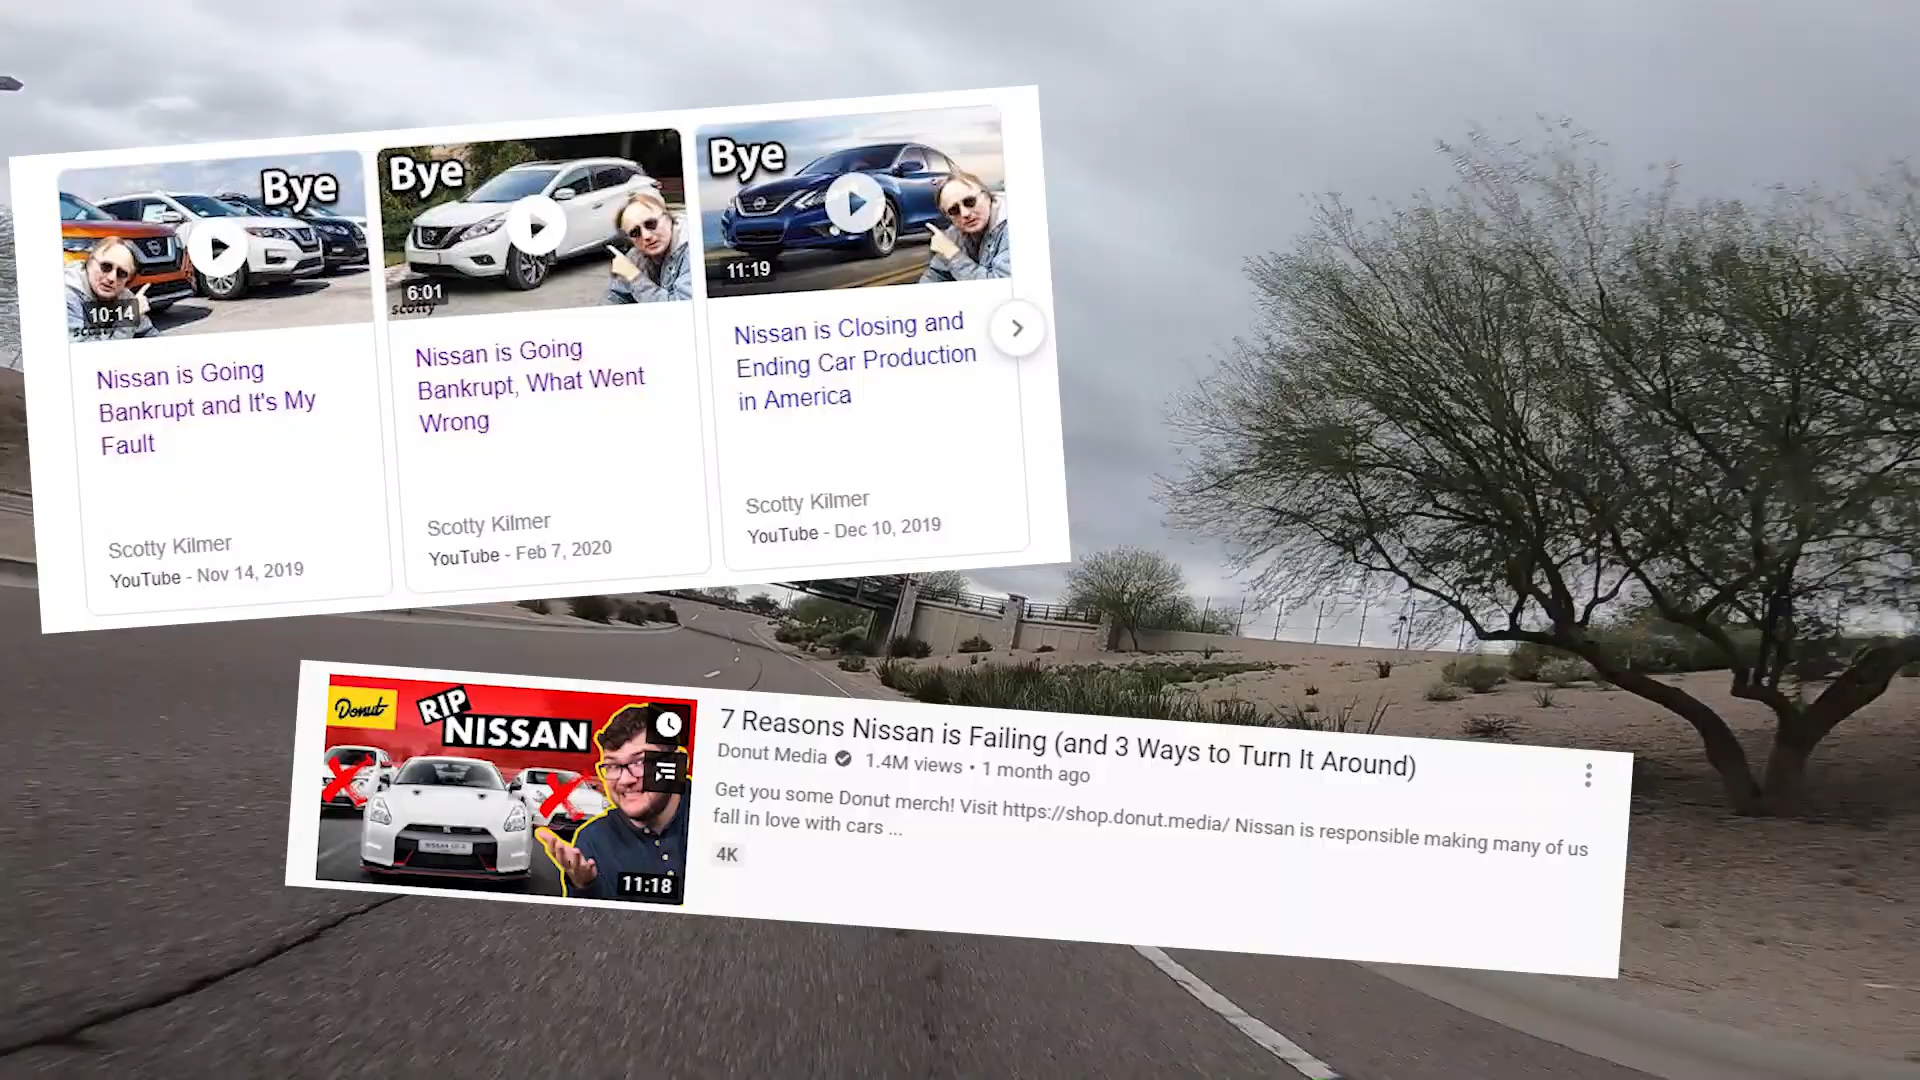 Bye
10:14
scotty
Nissan is Going
Bankrupt and It's My
Fault
Scotty Kilmer
YouTube - Nov 14, 2019
Bye
6:01
scotty
Nissan is Going
Bankrupt, What Went
Wrong
Scotty Kilmer
YouTube - Feb 7, 2020
Bye
11:19
Nissan is Closing and
Ending Car Production
in America
Scotty Kilmer
YouTube - Dec 10, 2019
Donut
RIP
NISSAN
NISSAN GT-R
11:18
7 Reasons Nissan is Failing (and 3 Ways to Turn It Around)
Donut Media 1.4M views • 1 month ago
Get you some Donut merch! Visit https://shop.donut.media/ Nissan is responsible making many of us
fall in love with cars ...
4K